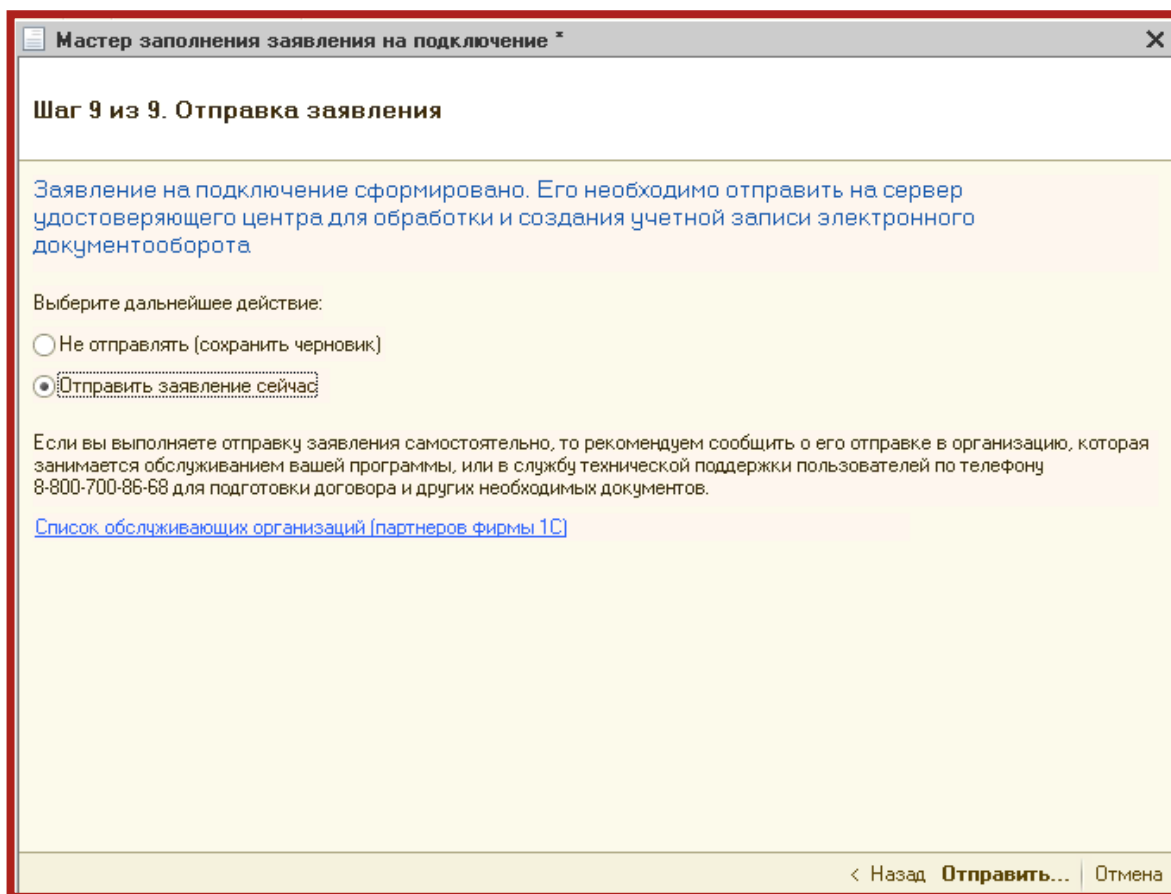 Мастер заполнения заявления на подключение *
Шаг 9 из 9. Отправка заявления
Заявление на подключение сформировано. Его необходимо отправить на сервер
удостоверяющего центра для обработки и создания учетной записи электронного
документооборота
Выберите дальнейшее действие:
Не отправлять (сохранить черновик)
Отправить заявление сейчас
Если вы выполняете отправку заявления самостоятельно, то рекомендуем сообщить о его отправке в организацию, которая
занимается обслуживанием вашей программы, или в службу технической поддержки пользователей по телефону
8-800-700-86-68 для подготовки договора и других необходимых документов.
Список обслуживающих организаций (партнеров фирмы 1С)
< Назад Отправить... Отмена